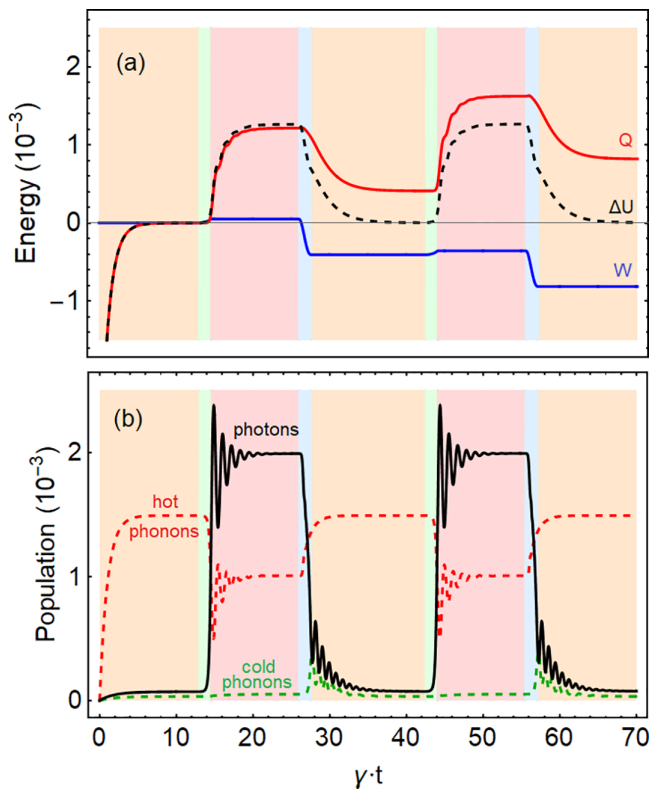 (a)
2
1
0
−1
Energy (10⁻³)
Q
ΔU
W
(b)
photons
hot
phonons
cold
phonons
2
1
0
Population (10⁻³)
0 10 20 30 40 50 60 70
γ·t